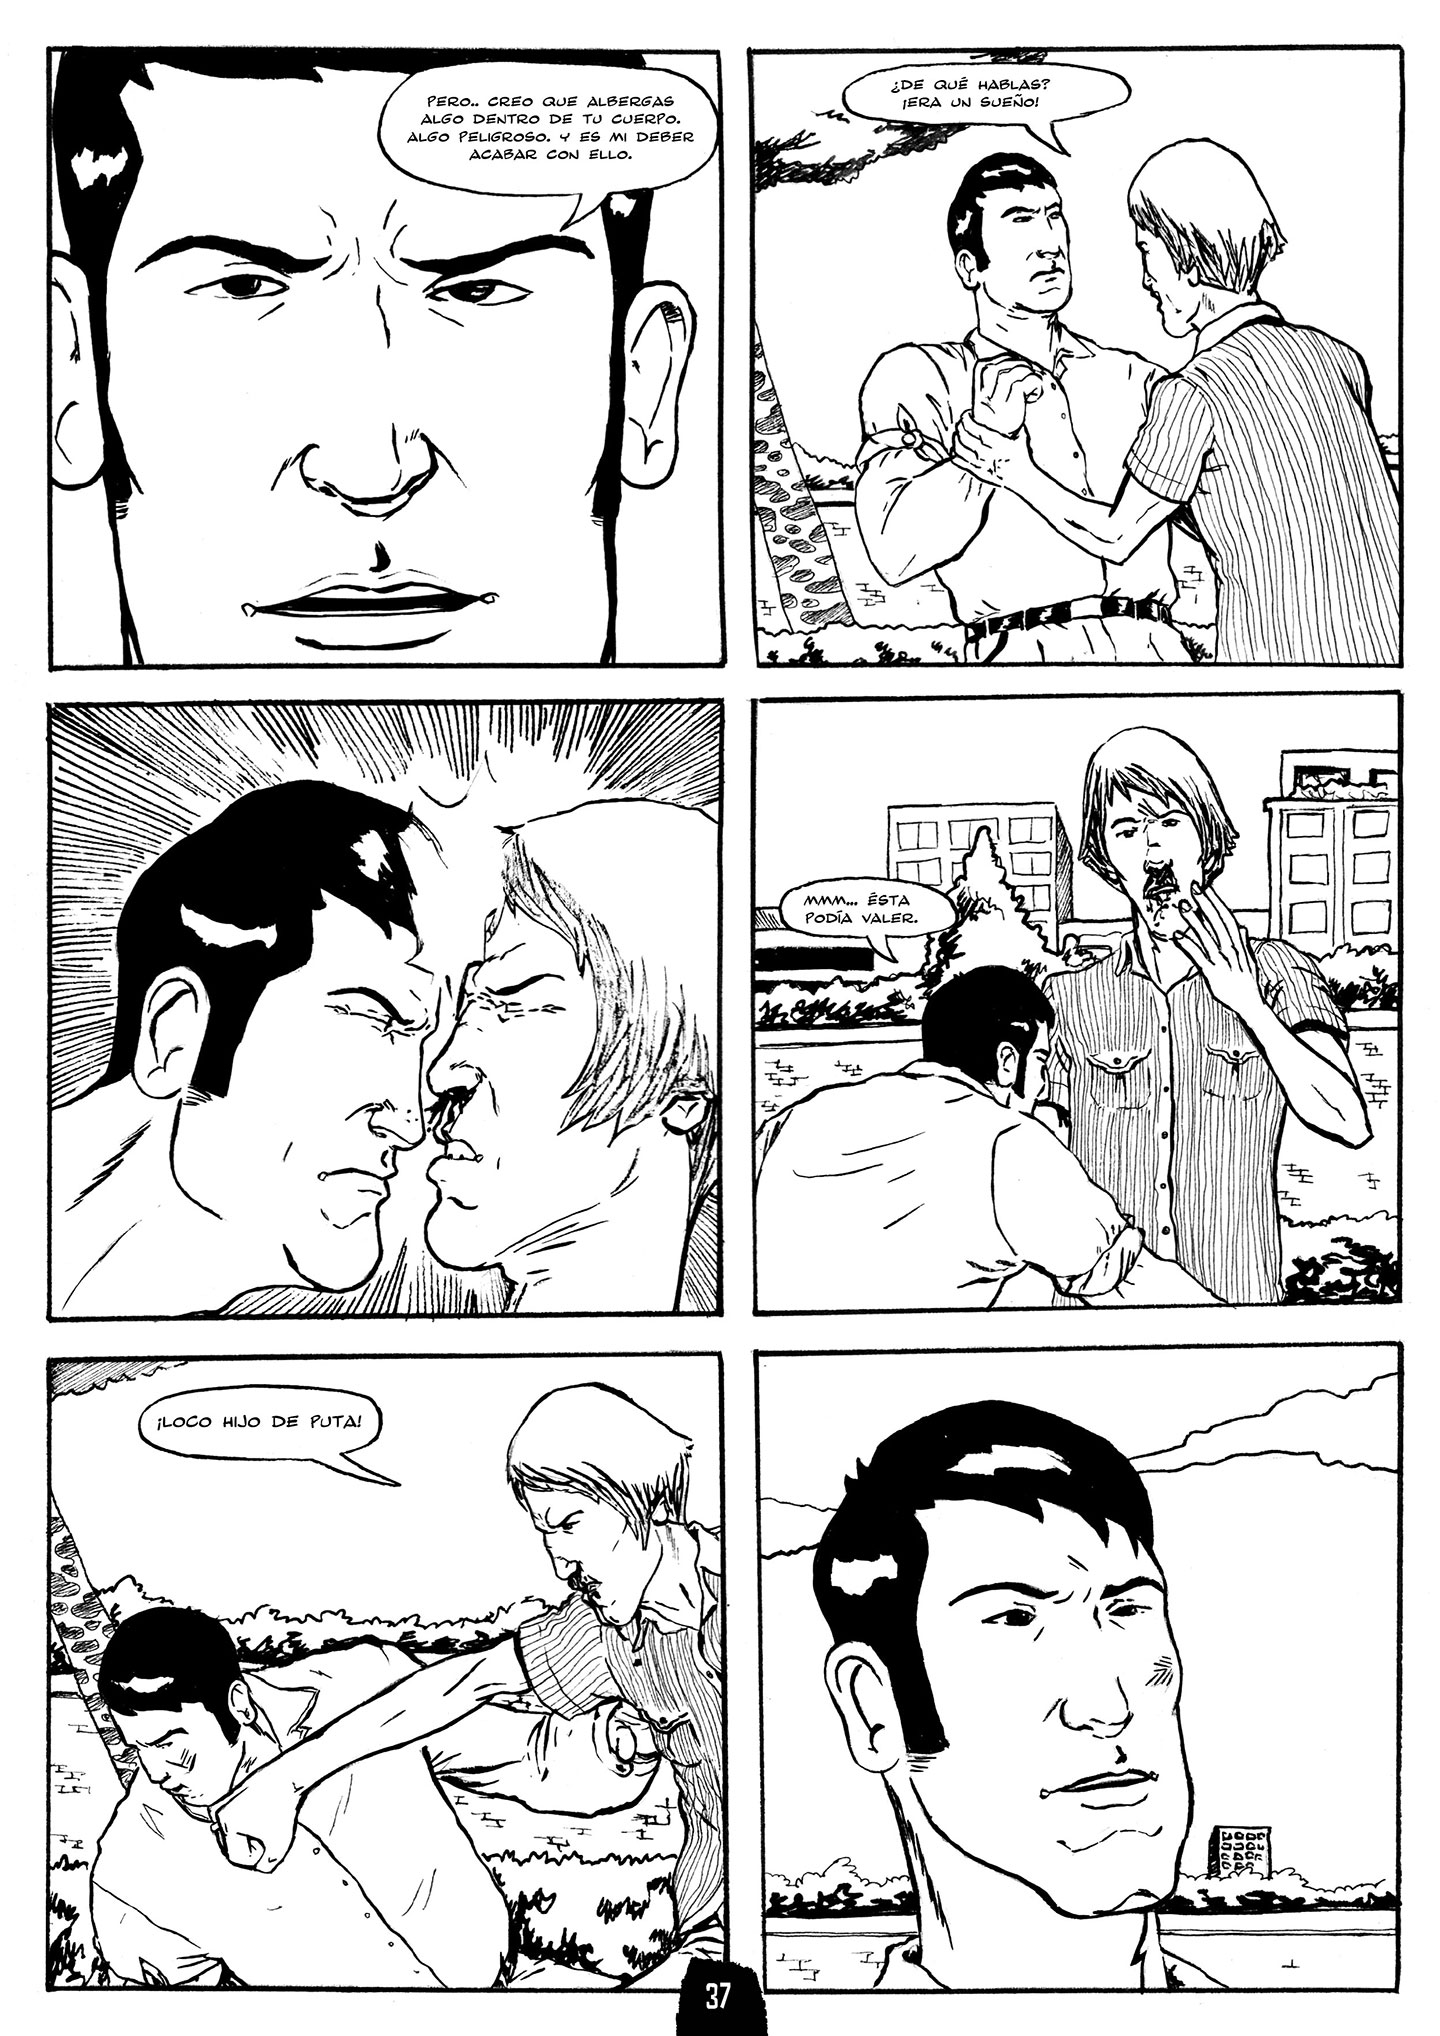 PERO.. CREO QUE ALBERGAS
ALGO DENTRO DE TU CUERPO.
ALGO PELIGROSO. Y ES MI DEBER
ACABAR CON ELLO.
¿DE QUÉ HABLAS?
¡ERA UN SUEÑO!
MMM... ÉSTA
PODÍA VALER.
¡LOCO HIJO DE PUTA!
37